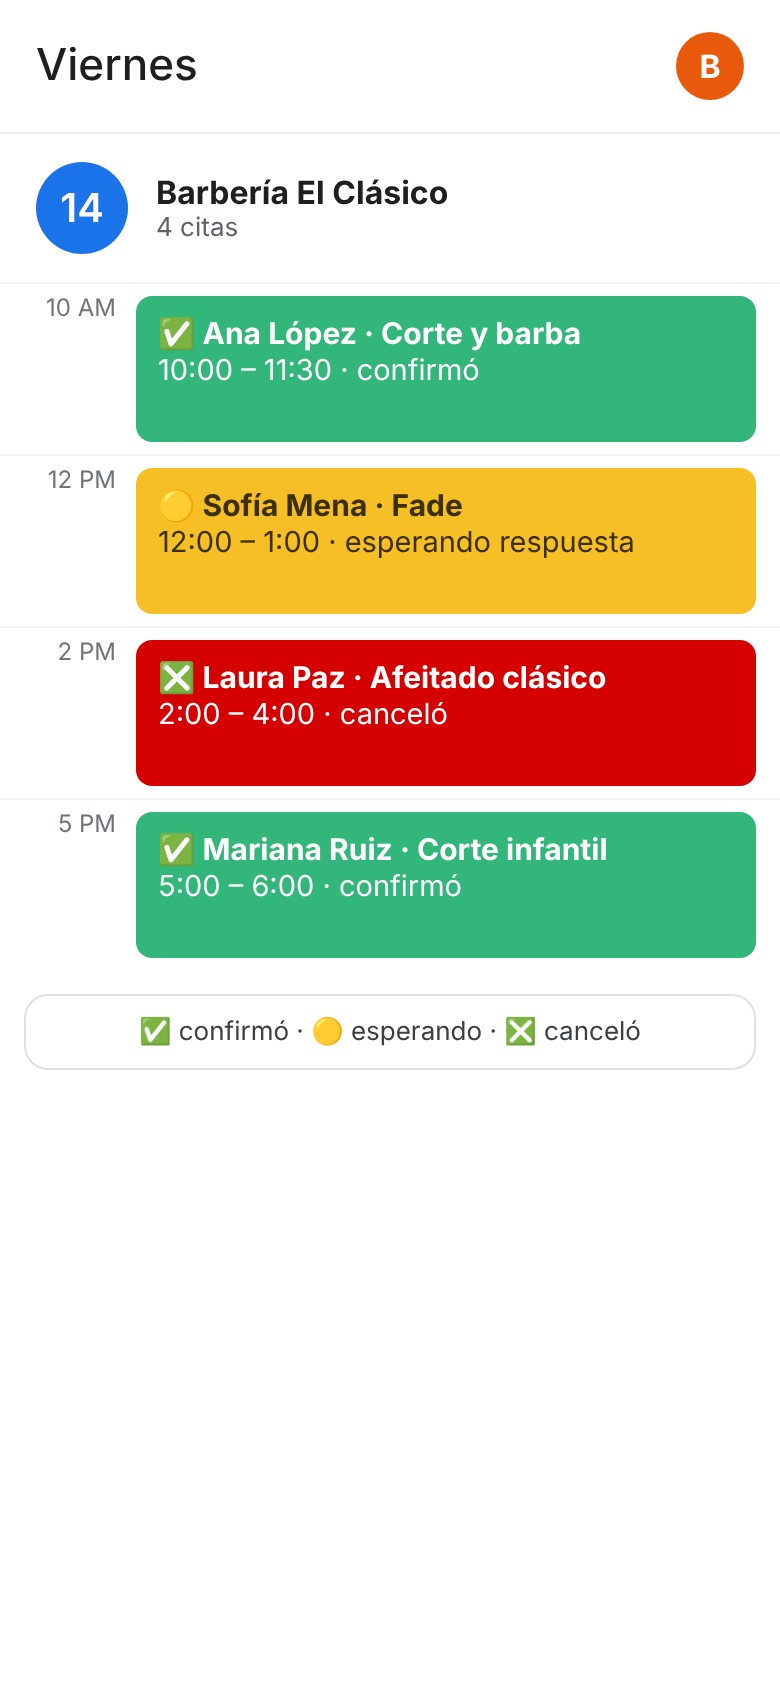 Viernes
B
14
Barbería El Clásico
4 citas
10 AM
✅ Ana López · Corte y barba
10:00 – 11:30 · confirmó
12 PM
🟡 Sofía Mena · Fade
12:00 – 1:00 · esperando respuesta
2 PM
❎ Laura Paz · Afeitado clásico
2:00 – 4:00 · canceló
5 PM
✅ Mariana Ruiz · Corte infantil
5:00 – 6:00 · confirmó
✅ confirmó · 🟡 esperando · ❎ canceló